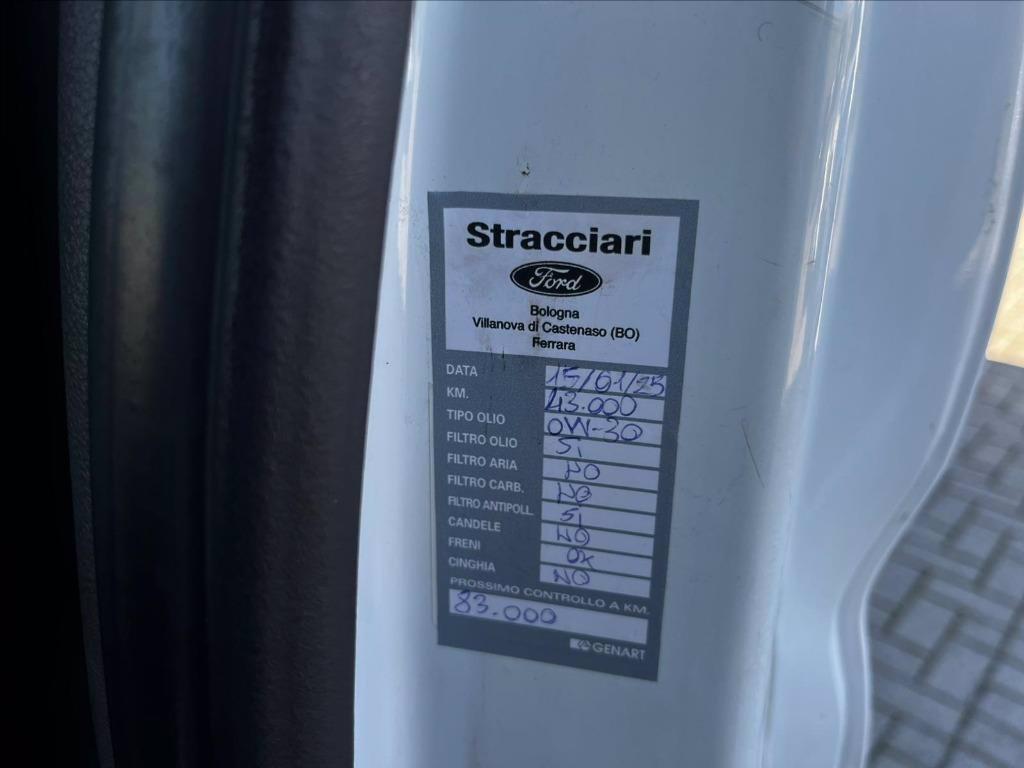 Stracciari
Ford
Bologna
Villanova di Castenaso (BO)
Ferrara
DATA 15/01/25
KM. 43.000
TIPO OLIO 0W-30
FILTRO OLIO Si
FILTRO ARIA NO
FILTRO CARB. NO
FILTRO ANTIPOLL. Si
CANDELE NO
FRENI OK
CINGHIA NO
PROSSIMO CONTROLLO A KM.
83.000
GENART